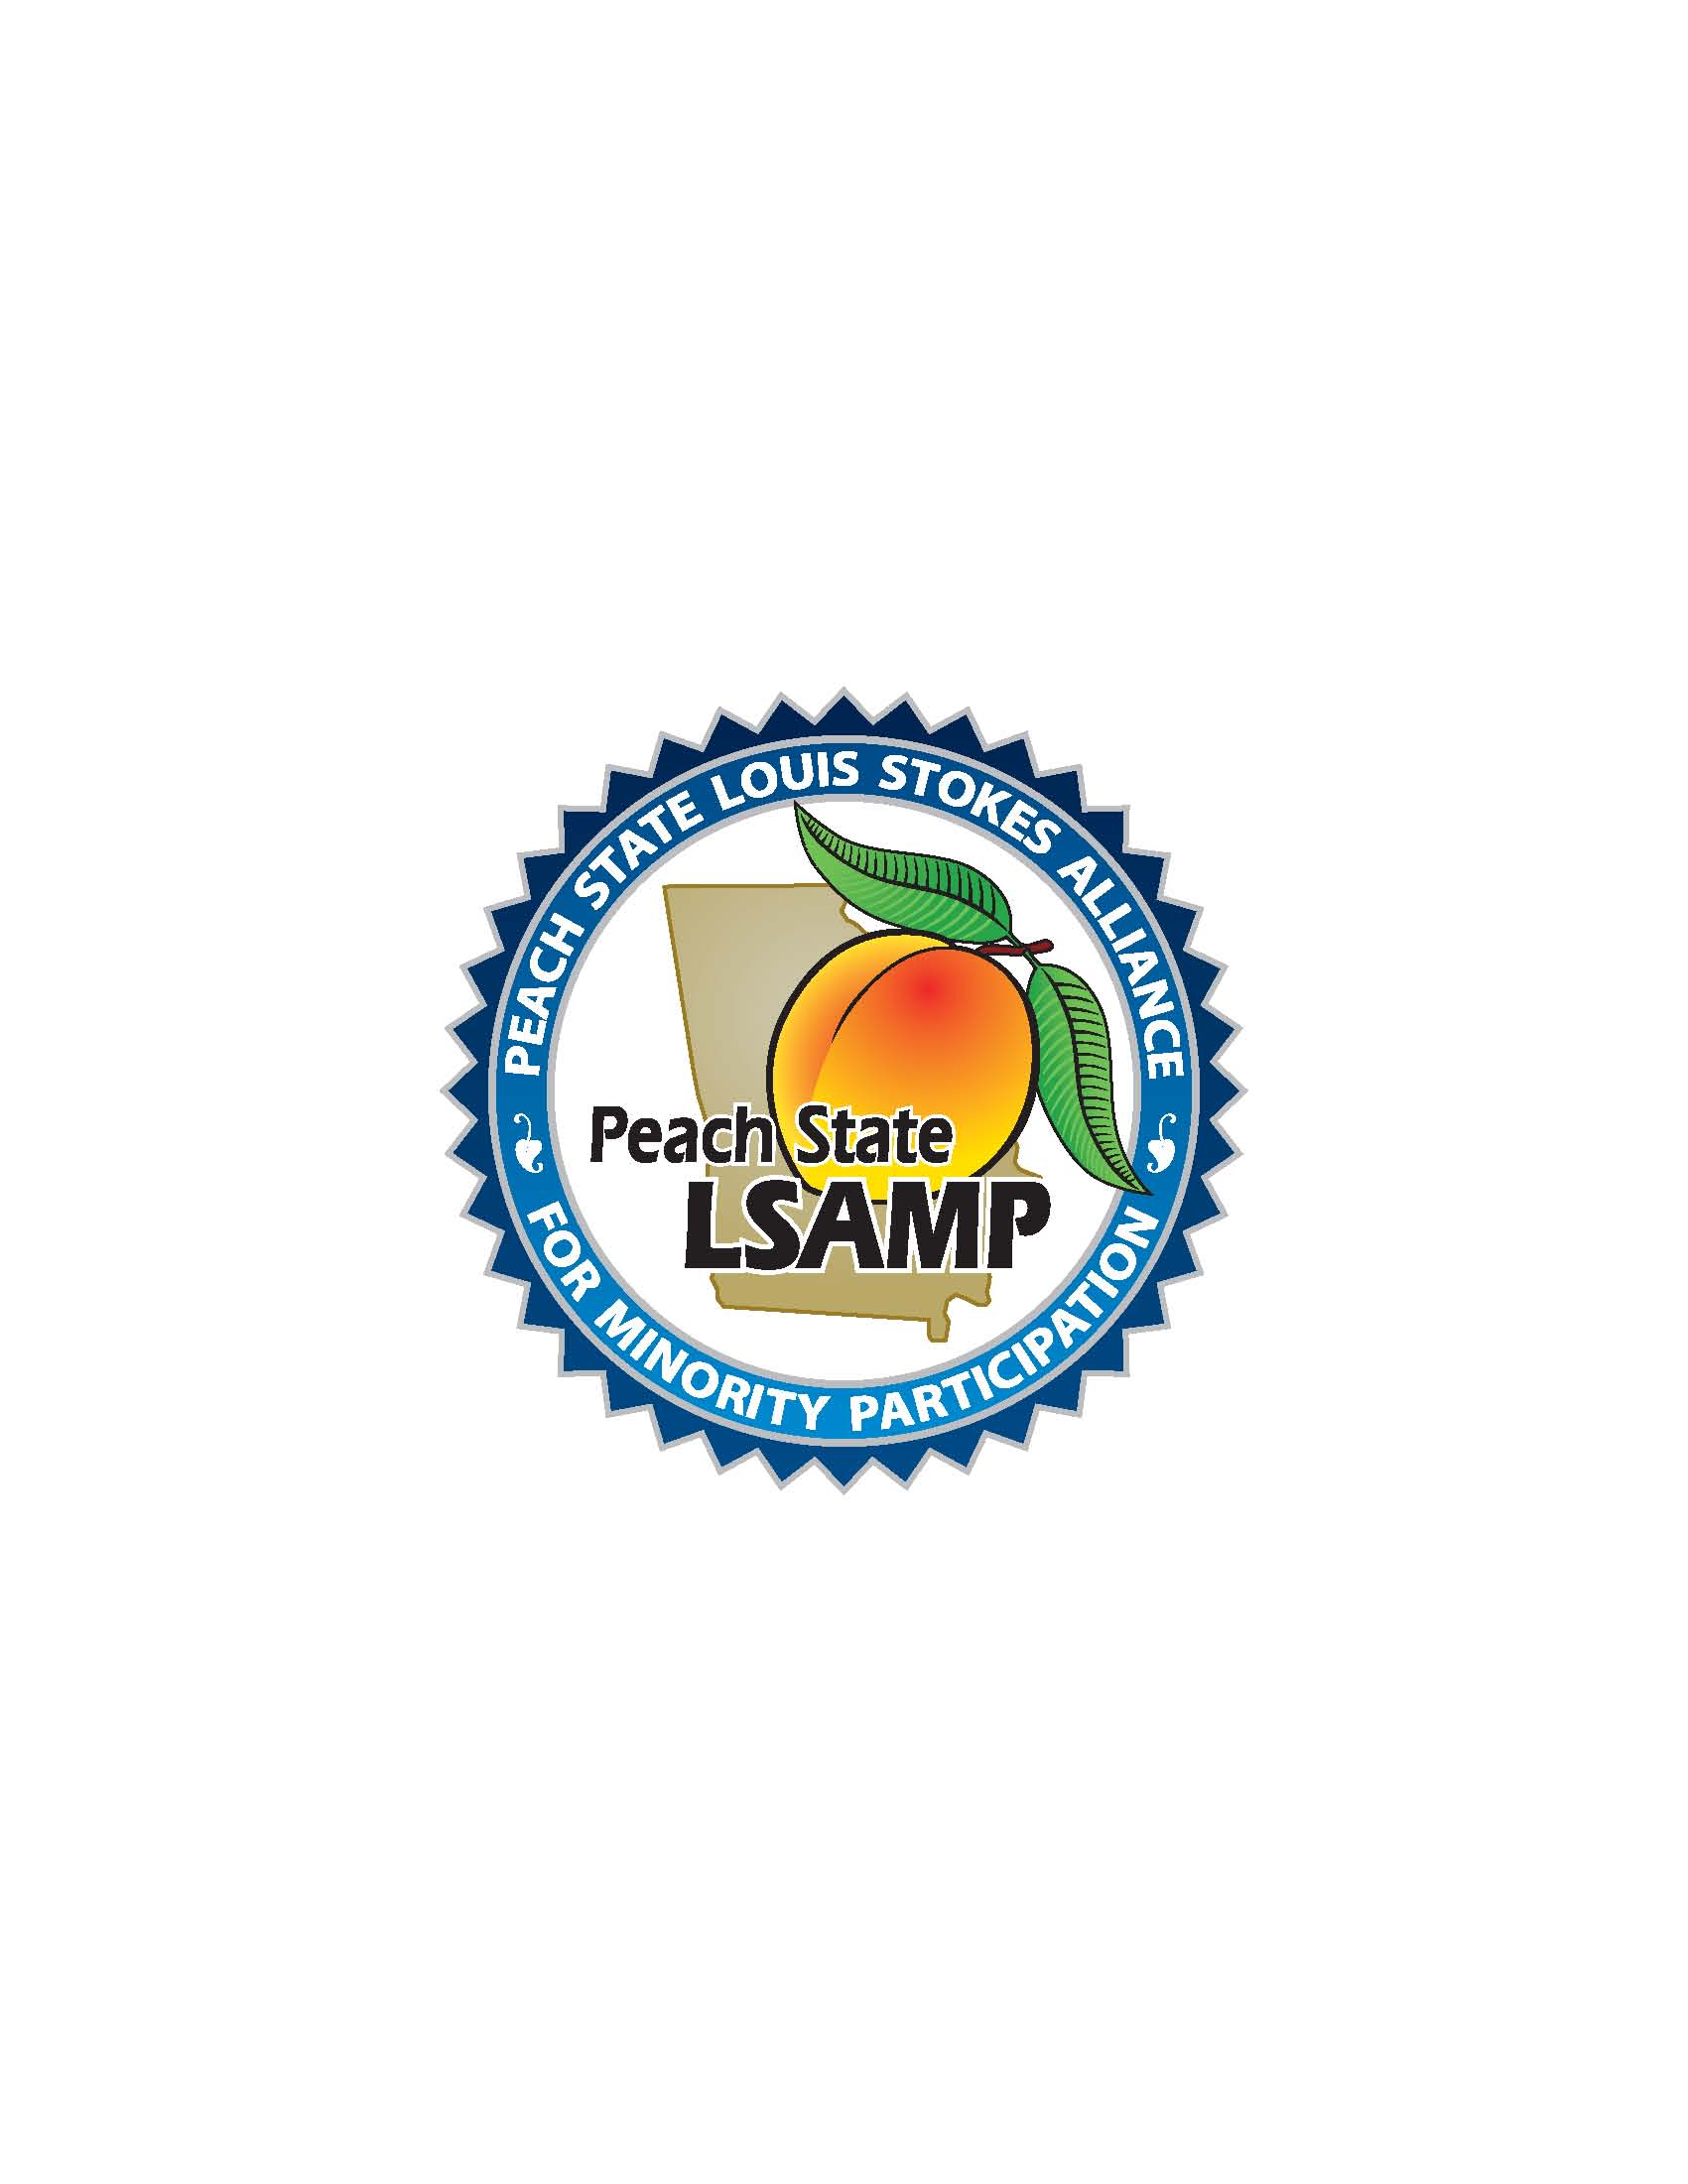 PEACH STATE LOUIS STOKES ALLIANCE
Peach State
LSAMP
FOR MINORITY PARTICIPATION